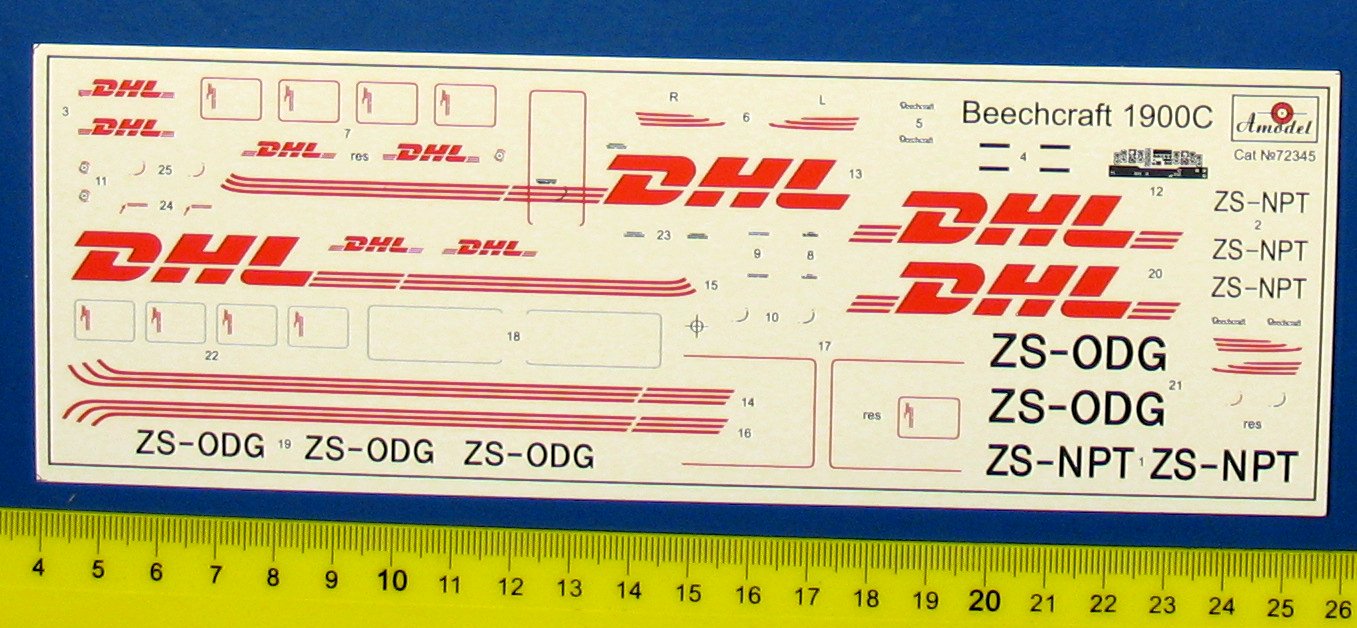 DHL
3
DHL
7
DHL
res
DHL
11
25
24
R
L
6
Beechcraft
5
Beechcraft
Beechcraft 1900C
Amodel
Cat №72345
4
12
DHL
13
ZS-NPT
2
ZS-NPT
ZS-NPT
DHL
DHL
20
DHL
DHL
DHL
23
9
8
15
10
17
18
22
Beechcraft
Beechcraft
ZS-ODG
21
ZS-ODG
res
res
14
16
ZS-ODG
19
ZS-ODG
ZS-ODG
ZS-NPT
1
ZS-NPT
4 5 6 7 8 9 10 11 12 13 14 15 16 17 18 19 20 21 22 23 24 25 26